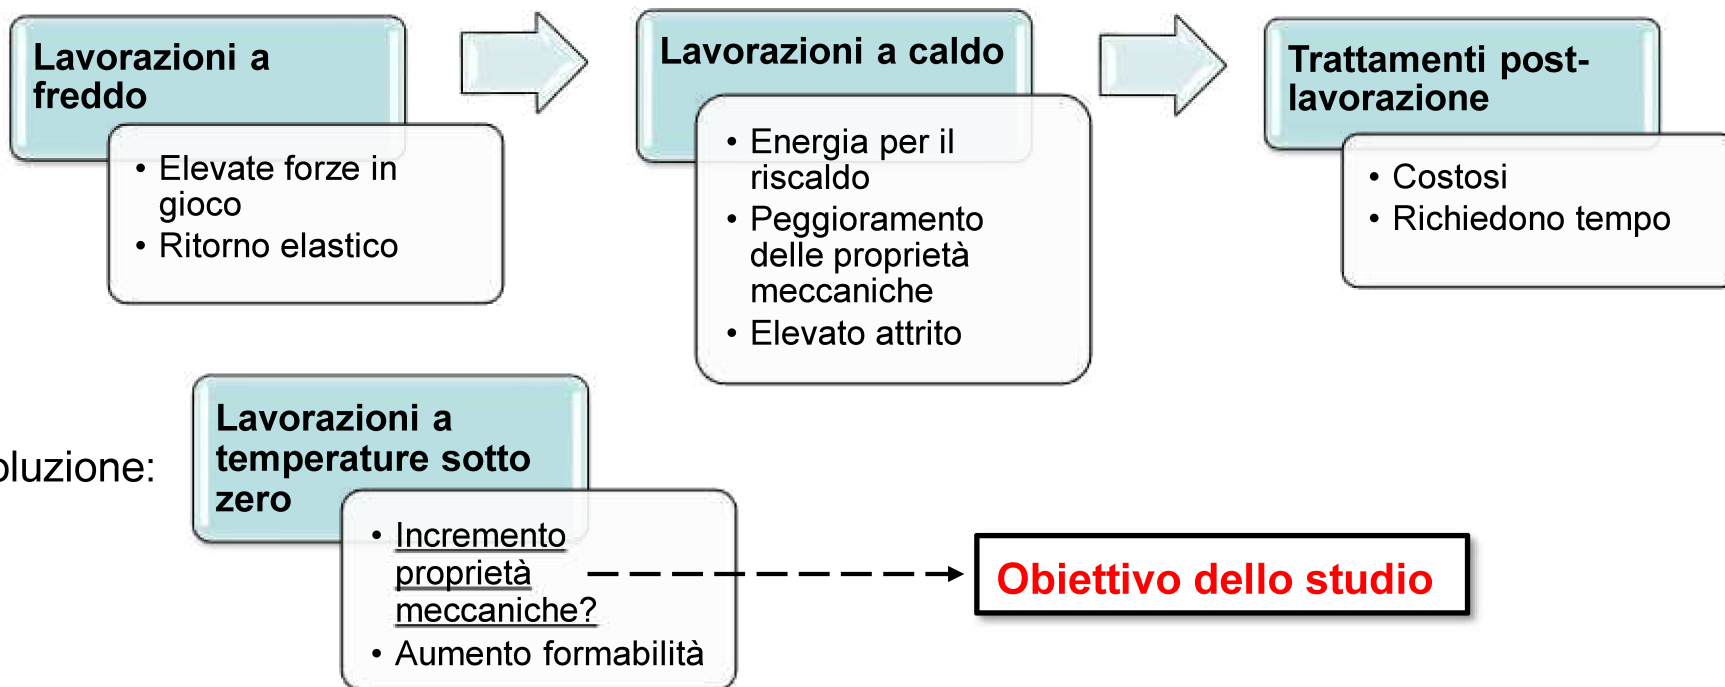 Lavorazioni a
freddo
• Elevate forze in
gioco
• Ritorno elastico
Lavorazioni a caldo
• Energia per il
riscaldo
• Peggioramento
delle proprietà
meccaniche
• Elevato attrito
Trattamenti post-
lavorazione
• Costosi
• Richiedono tempo
oluzione:
Lavorazioni a
temperature sotto
zero
• Incremento
proprietà
meccaniche?
• Aumento formabilità
Obiettivo dello studio